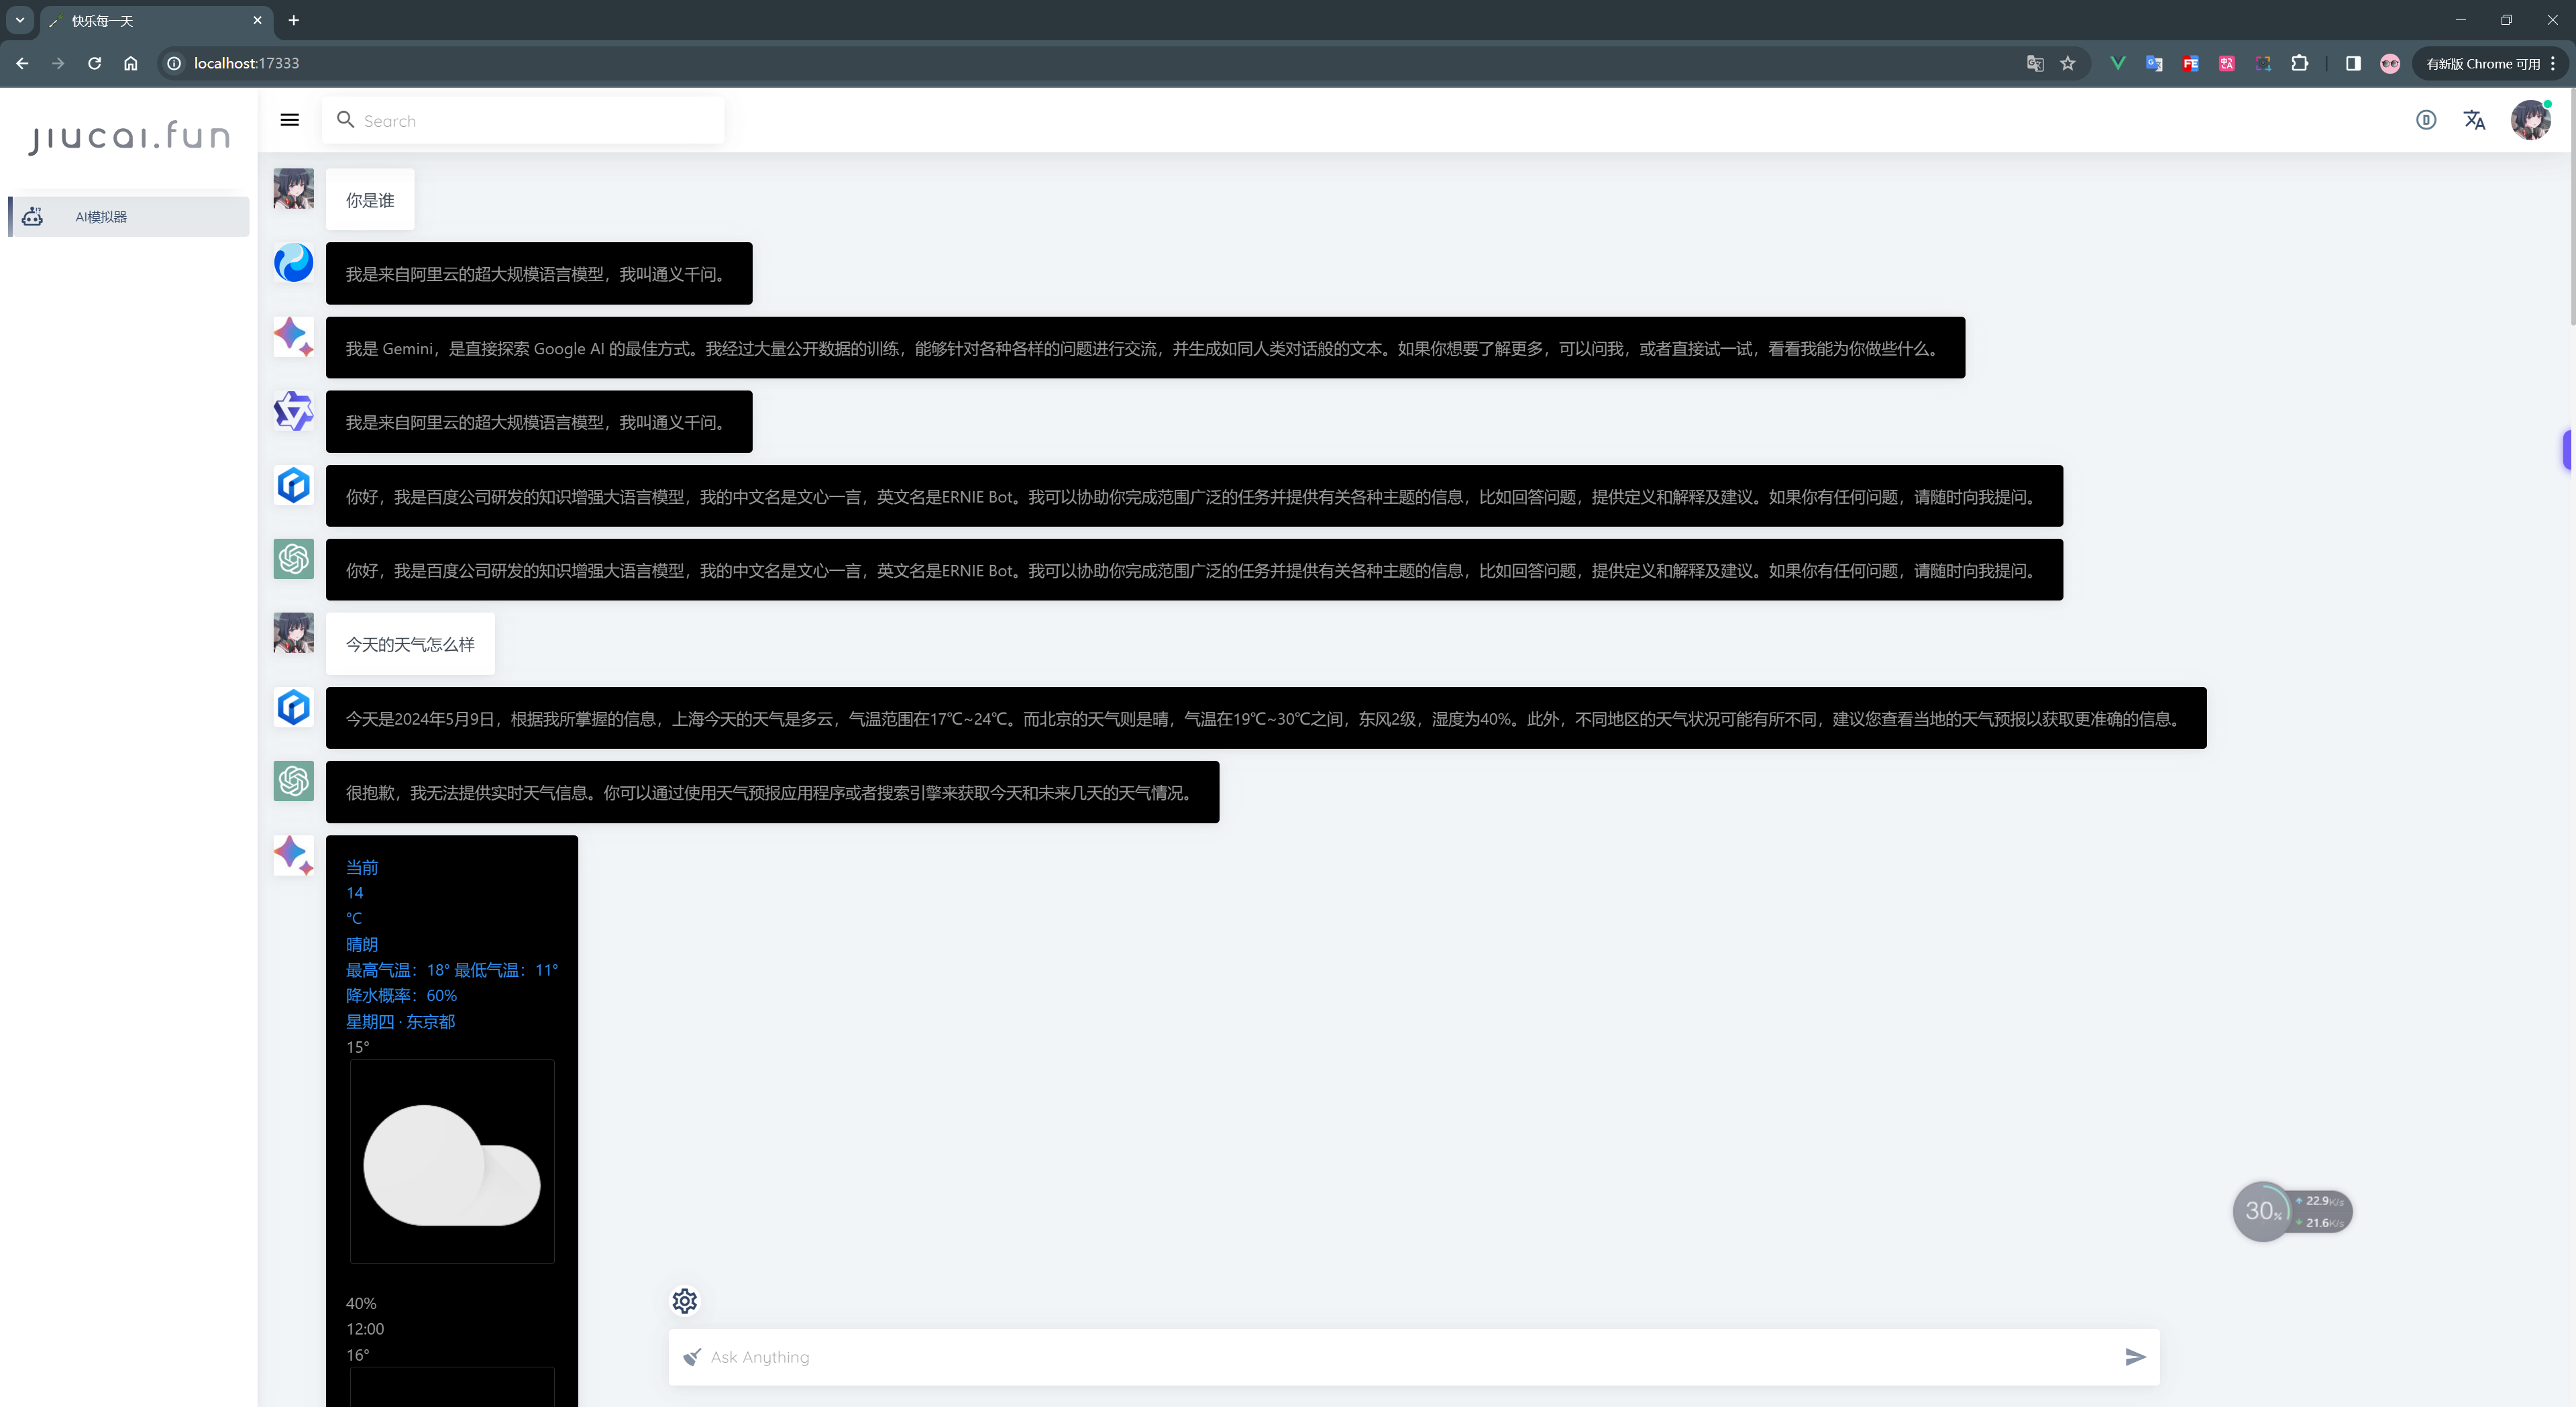 快乐每一天
localhost:17333
有新版 Chrome 可用
jiucai.fun
Search
AI模拟器
你是谁
我是来自阿里云的超大规模语言模型，我叫通义千问。
我是 Gemini，是直接探索 Google AI 的最佳方式。我经过大量公开数据的训练，能够针对各种各样的问题进行交流，并生成如同人类对话般的文本。如果你想要了解更多，可以问我，或者直接试一试，看看我能为你做些什么。
我是来自阿里云的超大规模语言模型，我叫通义千问。
你好，我是百度公司研发的知识增强大语言模型，我的中文名是文心一言，英文名是ERNIE Bot。我可以协助你完成范围广泛的任务并提供有关各种主题的信息，比如回答问题，提供定义和解释及建议。如果你有任何问题，请随时向我提问。
你好，我是百度公司研发的知识增强大语言模型，我的中文名是文心一言，英文名是ERNIE Bot。我可以协助你完成范围广泛的任务并提供有关各种主题的信息，比如回答问题，提供定义和解释及建议。如果你有任何问题，请随时向我提问。
今天的天气怎么样
今天是2024年5月9日，根据我所掌握的信息，上海今天的天气是多云，气温范围在17℃~24℃。而北京的天气则是晴，气温在19℃~30℃之间，东风2级，湿度为40%。此外，不同地区的天气状况可能有所不同，建议您查看当地的天气预报以获取更准确的信息。
很抱歉，我无法提供实时天气信息。你可以通过使用天气预报应用程序或者搜索引擎来获取今天和未来几天的天气情况。
当前
14
°C
晴朗
最高气温：18° 最低气温：11°
降水概率：60%
星期四 · 东京都
15°
40%
12:00
16°
30%
22.9K/s
21.6K/s
Ask Anything